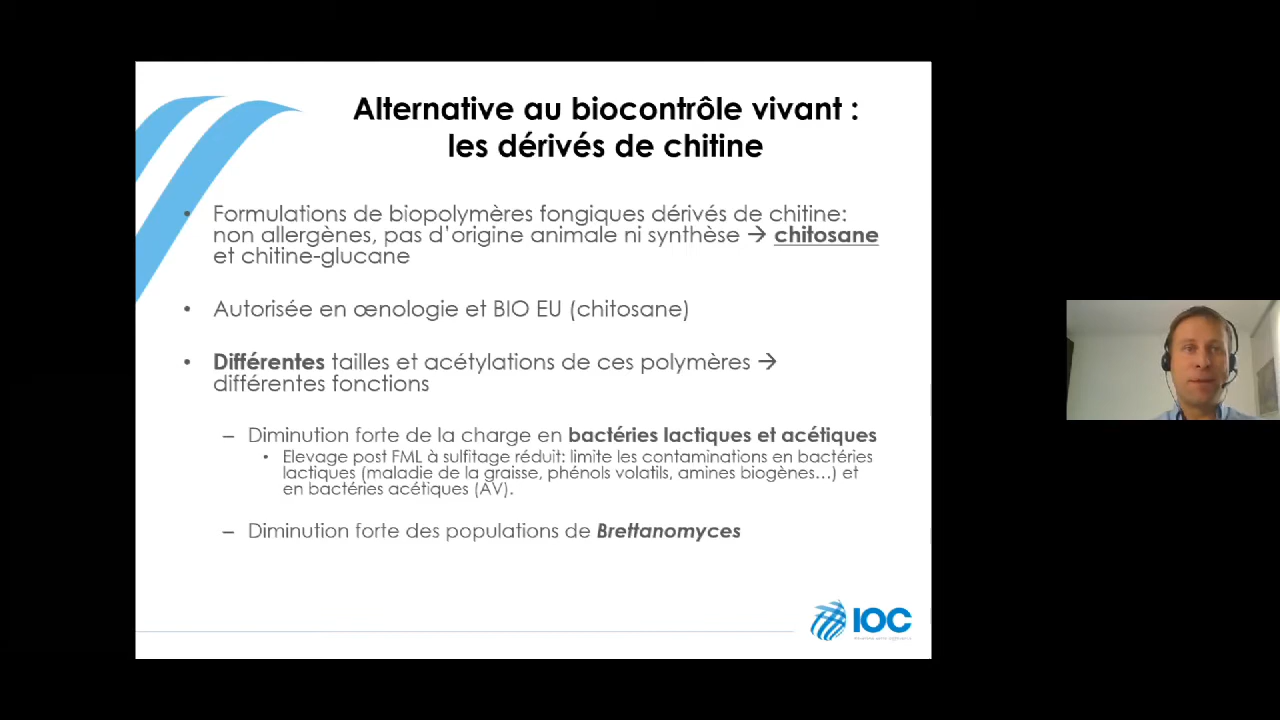 Alternative au biocontrôle vivant :
les dérivés de chitine
• Formulations de biopolymères fongiques dérivés de chitine:
non allergènes, pas d'origine animale ni synthèse → chitosane
et chitine-glucane
• Autorisée en œnologie et BIO EU (chitosane)
• Différentes tailles et acétylations de ces polymères →
différentes fonctions
– Diminution forte de la charge en bactéries lactiques et acétiques
• Elevage post FML à sulfitage réduit: limite les contaminations en bactéries
lactiques (maladie de la graisse, phénols volatils, amines biogènes...) et
en bactéries acétiques (AV).
– Diminution forte des populations de Brettanomyces
IOC